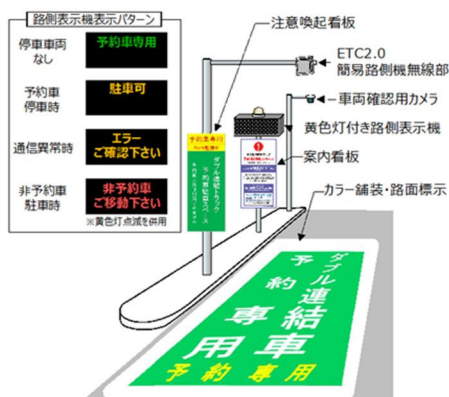 路側表示機表示パターン
停車車両
なし
予約車専用
予約車
停車時
駐車可
通信異常時
エラー
ご確認下さい
非予約車
駐車時
非予約車
ご移動下さい
※黄色灯点滅を併用
注意喚起看板
ETC2.0
簡易路側機無線部
車両確認用カメラ
黄色灯付き路側表示機
案内看板
カラー舗装・路面標示
予約車専用
ダブル連結トラック
ダブル連結車
予約専用
予約専用